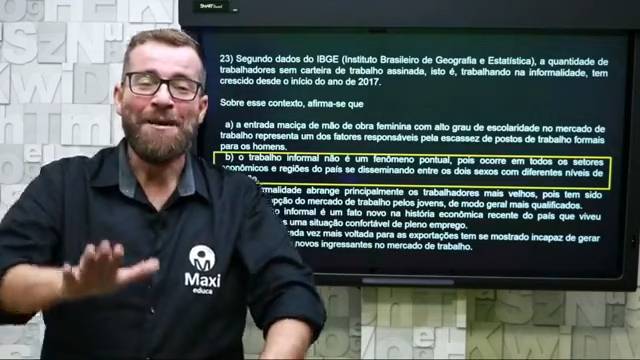 SMART
23) Segundo dados do IBGE (Instituto Brasileiro de Geografia e Estatística), a quantidade de
trabalhadores sem carteira de trabalho assinada, isto é, trabalhando na informalidade, tem
crescido desde o início do ano de 2017.
Sobre esse contexto, afirma-se que
a) a entrada maciça de mão de obra feminina com alto grau de escolaridade no mercado de
trabalho representa um dos fatores responsáveis pela escassez de postos de trabalho formais
para os homens.
b) o trabalho informal não é um fenômeno pontual, pois ocorre em todos os setores
econômicos e regiões do país se disseminando entre os dois sexos com diferentes níveis de
rmalidade abrange principalmente os trabalhadores mais velhos, pois tem sido
pção do mercado de trabalho pelos jovens, de modo geral mais qualificados.
o informal é um fato novo na história econômica recente do país que viveu
s uma situação confortável de pleno emprego.
rada vez mais voltada para as exportações tem se mostrado incapaz de gerar
novos ingressantes no mercado de trabalho.
Maxi
educa